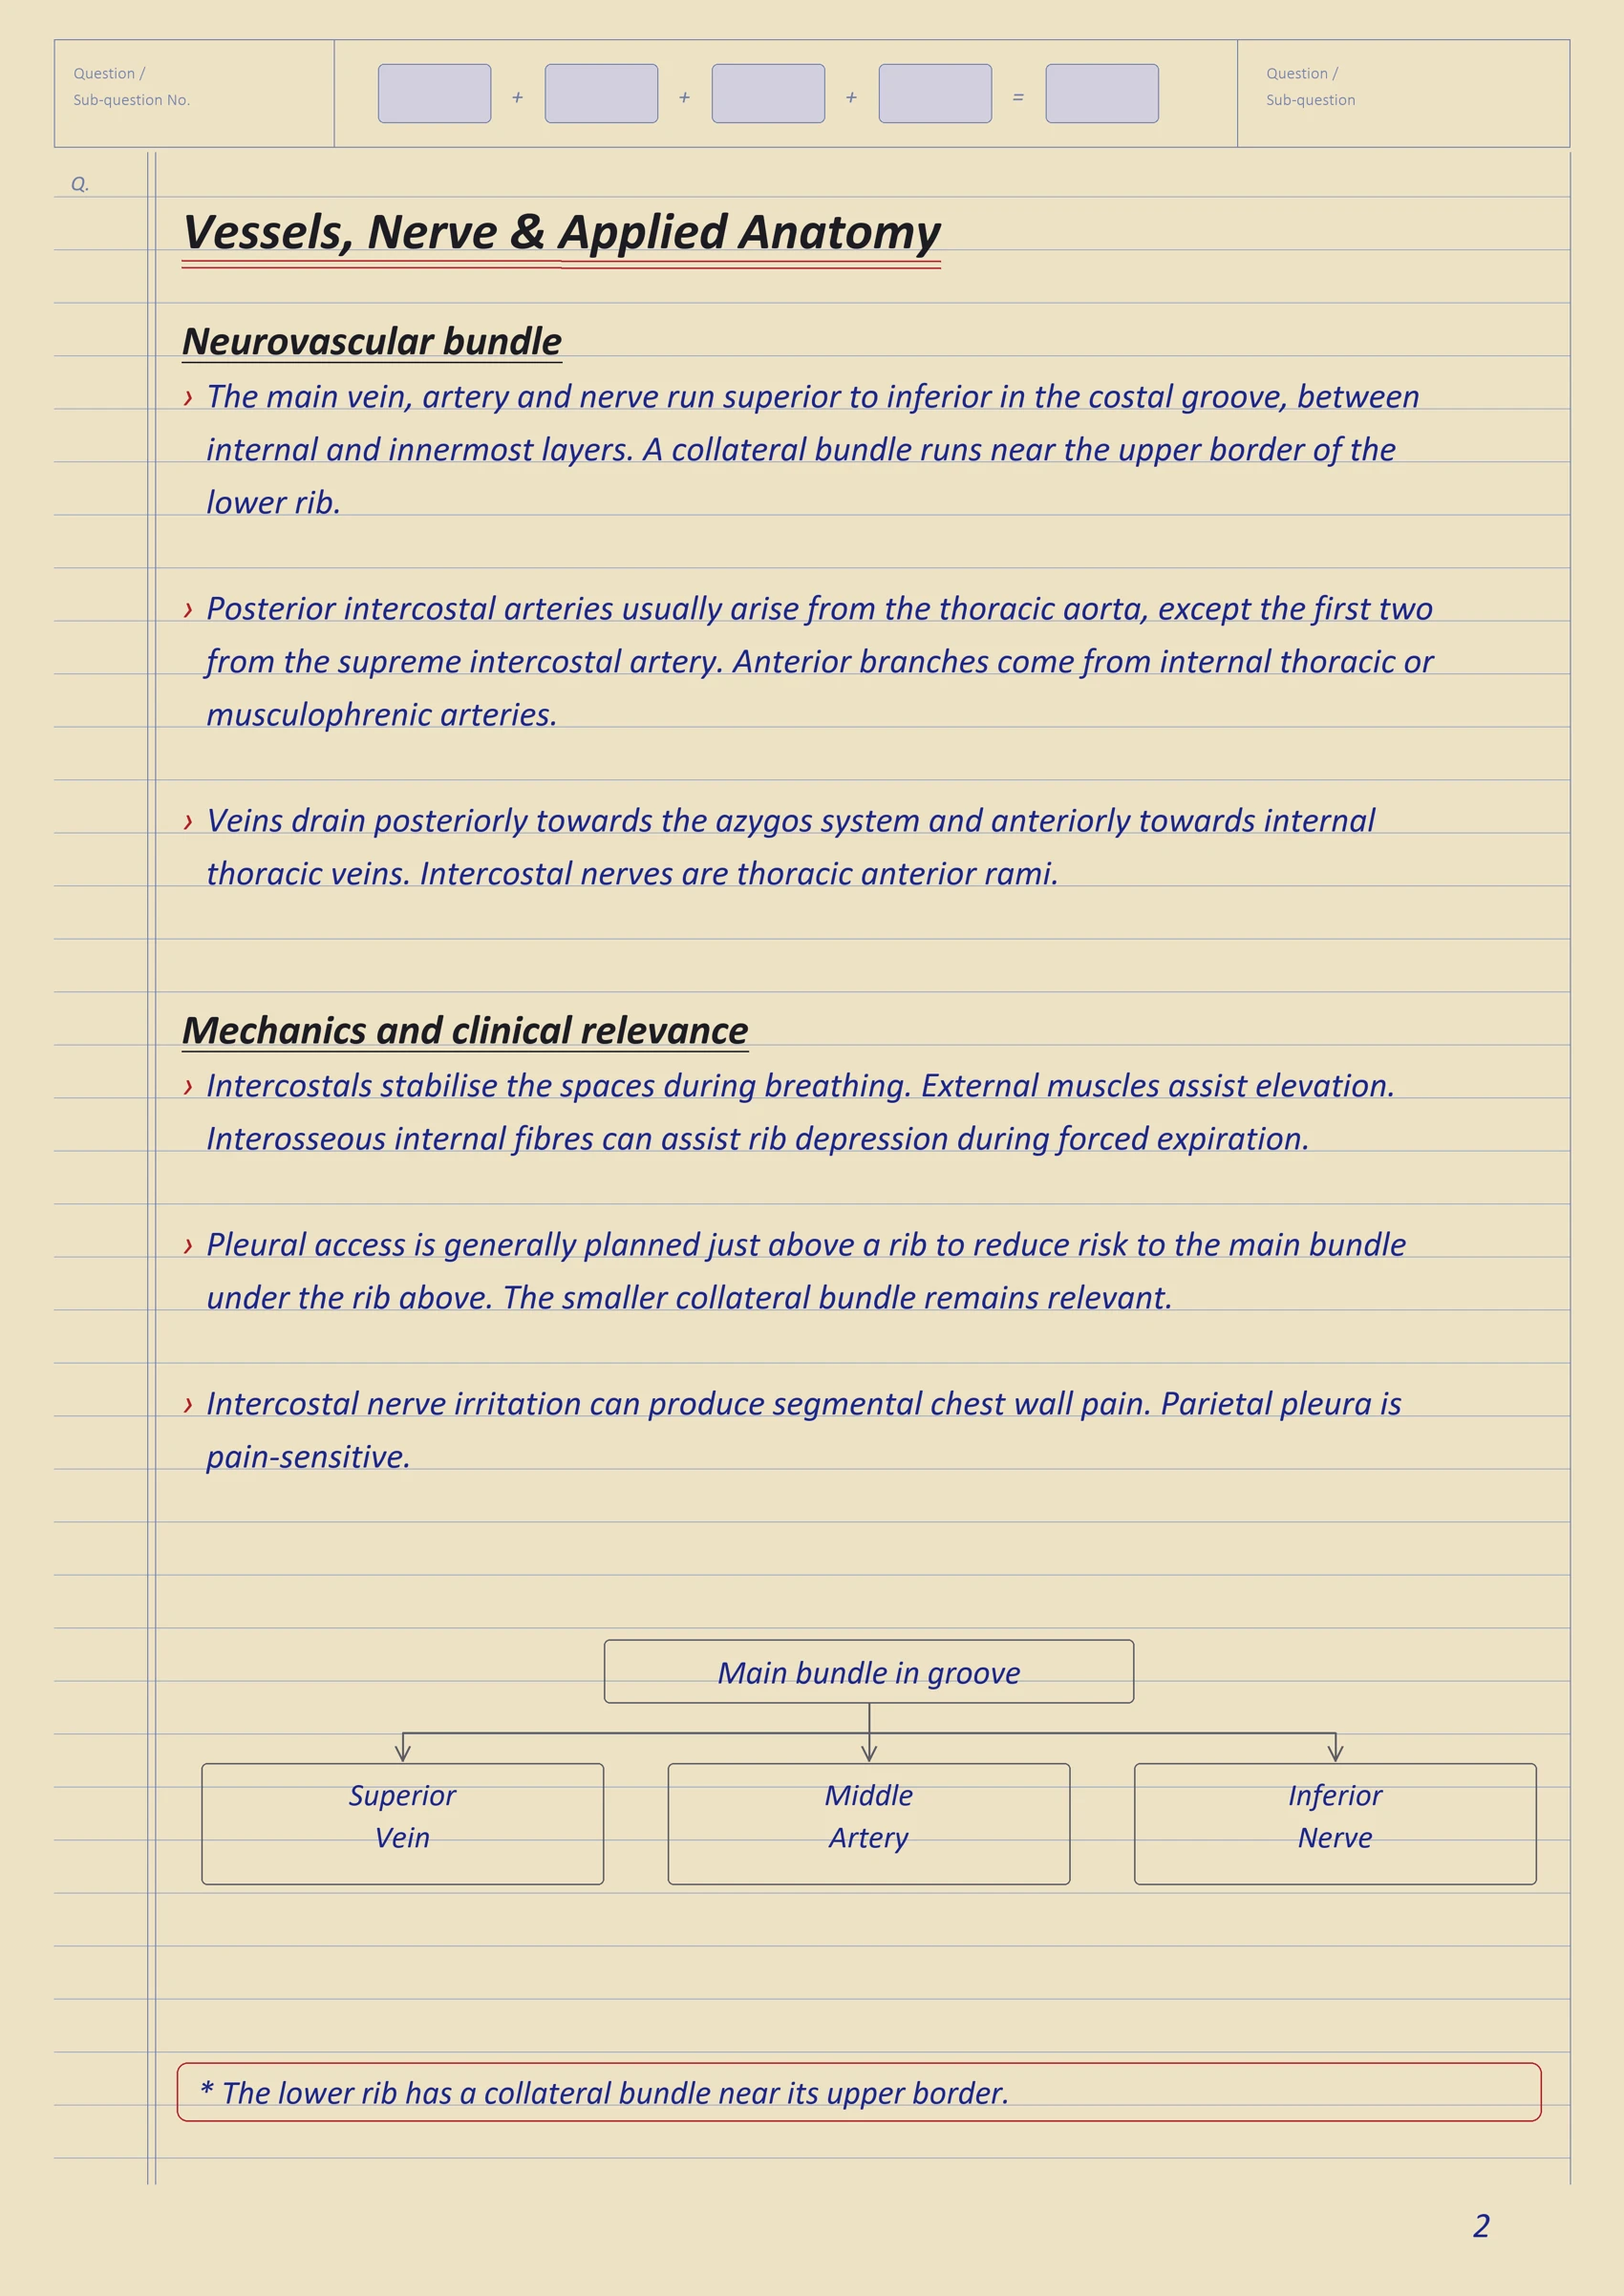 Question /
Sub-question No.
+ + + =
Question /
Sub-question
Q.
Vessels, Nerve & Applied Anatomy
Neurovascular bundle
› The main vein, artery and nerve run superior to inferior in the costal groove, between
internal and innermost layers. A collateral bundle runs near the upper border of the
lower rib.
› Posterior intercostal arteries usually arise from the thoracic aorta, except the first two
from the supreme intercostal artery. Anterior branches come from internal thoracic or
musculophrenic arteries.
› Veins drain posteriorly towards the azygos system and anteriorly towards internal
thoracic veins. Intercostal nerves are thoracic anterior rami.
Mechanics and clinical relevance
› Intercostals stabilise the spaces during breathing. External muscles assist elevation.
Interosseous internal fibres can assist rib depression during forced expiration.
› Pleural access is generally planned just above a rib to reduce risk to the main bundle
under the rib above. The smaller collateral bundle remains relevant.
› Intercostal nerve irritation can produce segmental chest wall pain. Parietal pleura is
pain-sensitive.
Main bundle in groove
Superior
Vein
Middle
Artery
Inferior
Nerve
* The lower rib has a collateral bundle near its upper border.
2